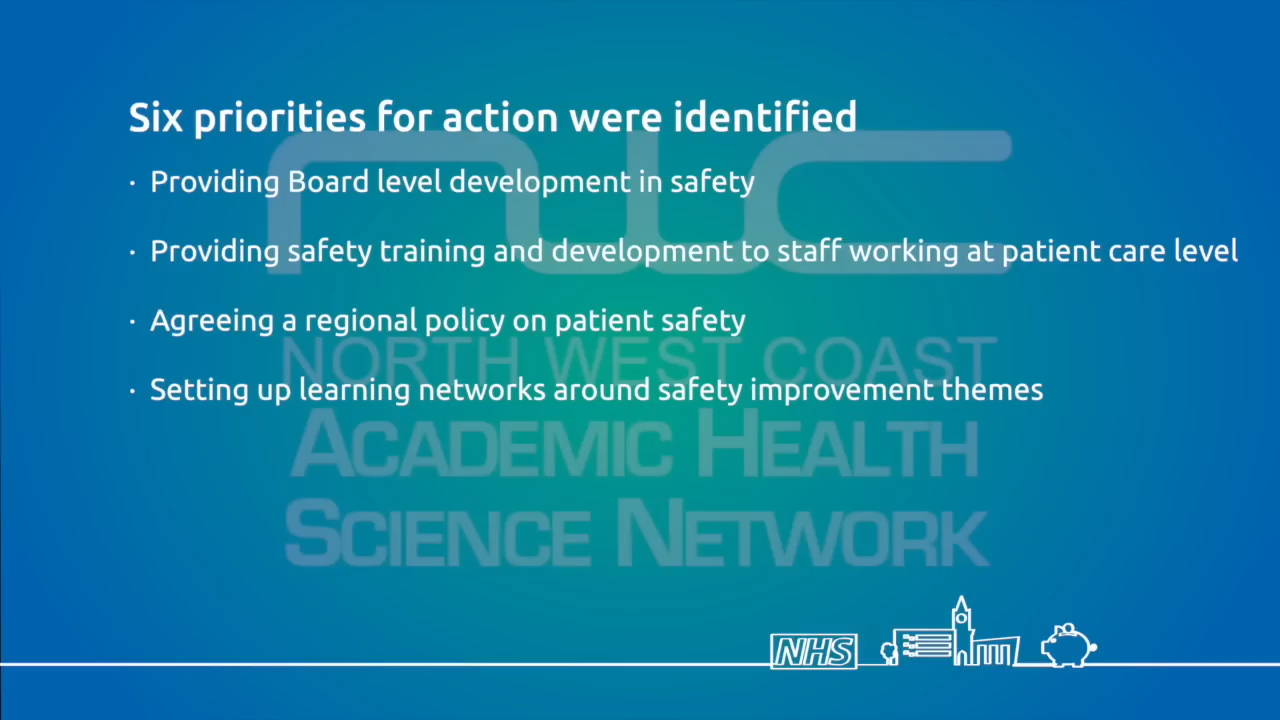 Six priorities for action were identified
· Providing Board level development in safety
· Providing safety training and development to staff working at patient care level
· Agreeing a regional policy on patient safety
· Setting up learning networks around safety improvement themes
nwc
NORTH WEST COAST
ACADEMIC HEALTH
SCIENCE NETWORK
NHS